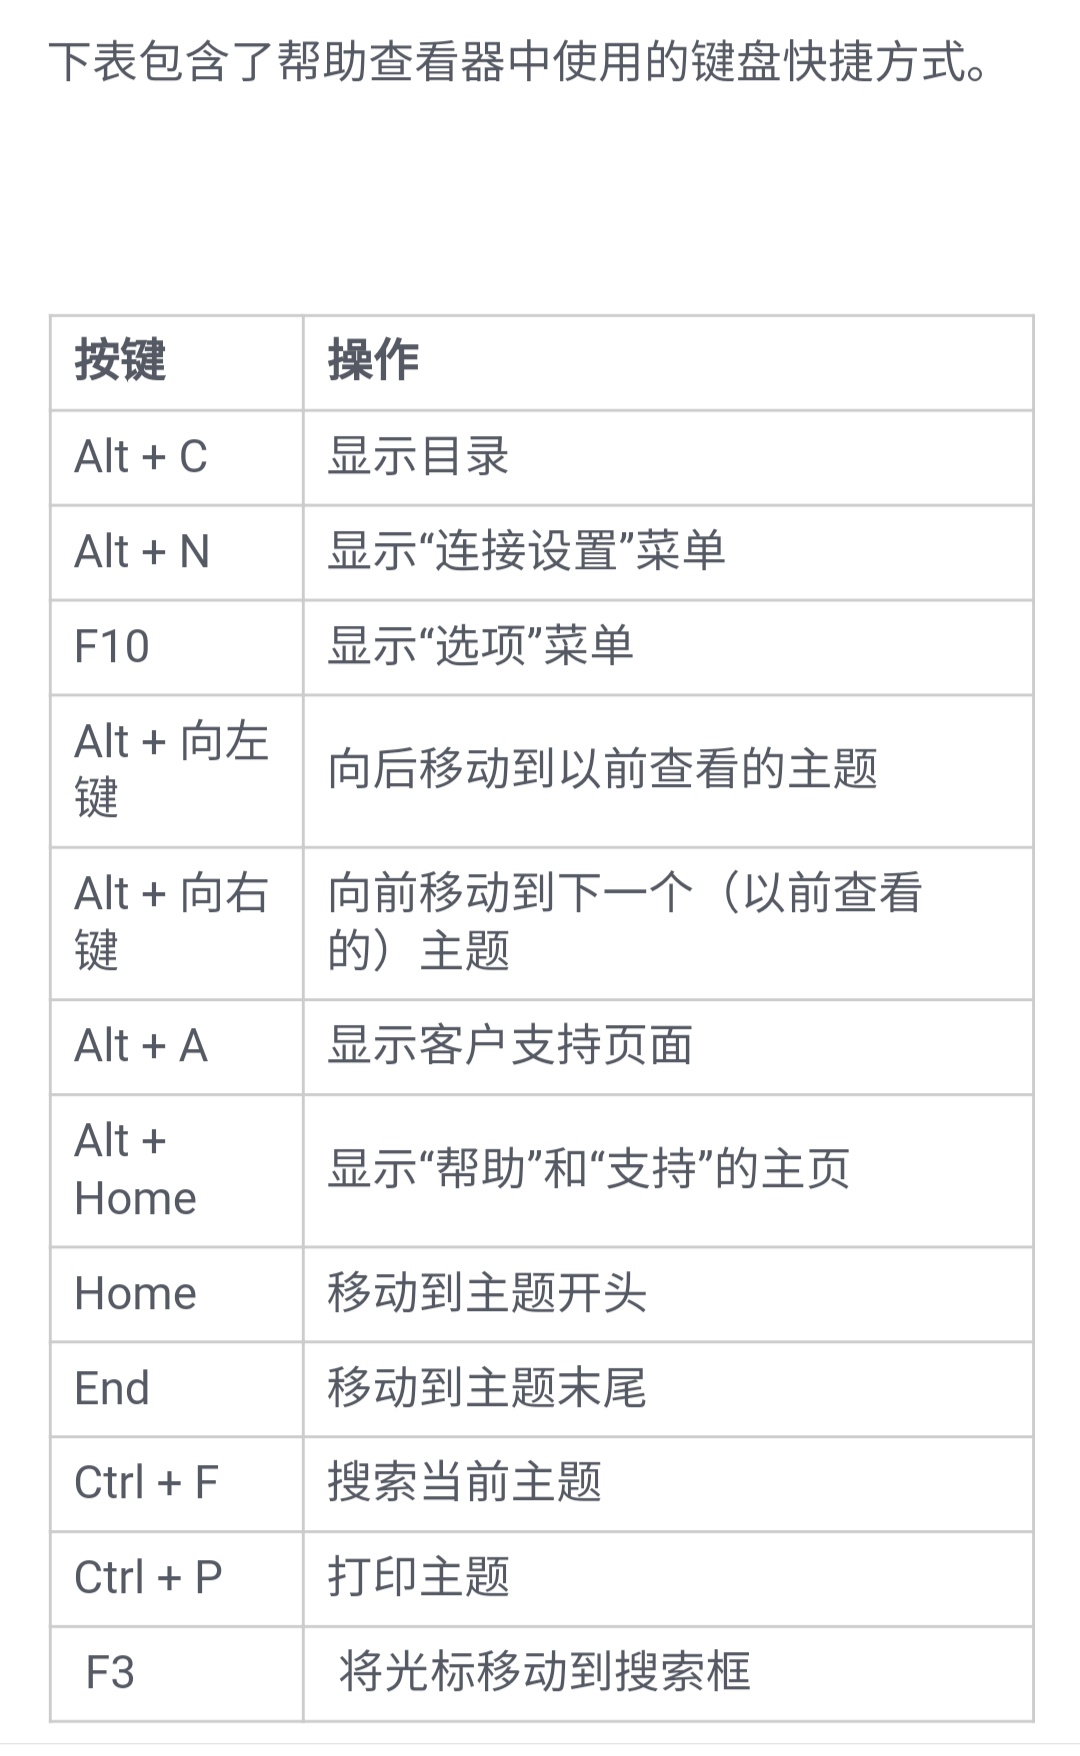 下表包含了帮助查看器中使用的键盘快捷方式。
按键 操作
Alt + C 显示目录
Alt + N 显示“连接设置”菜单
F10 显示“选项”菜单
Alt + 向左
键
向后移动到以前查看的主题
Alt + 向右
键
向前移动到下一个（以前查看
的）主题
Alt + A 显示客户支持页面
Alt +
Home
显示“帮助”和“支持”的主页
Home 移动到主题开头
End 移动到主题末尾
Ctrl + F 搜索当前主题
Ctrl + P 打印主题
F3 将光标移动到搜索框